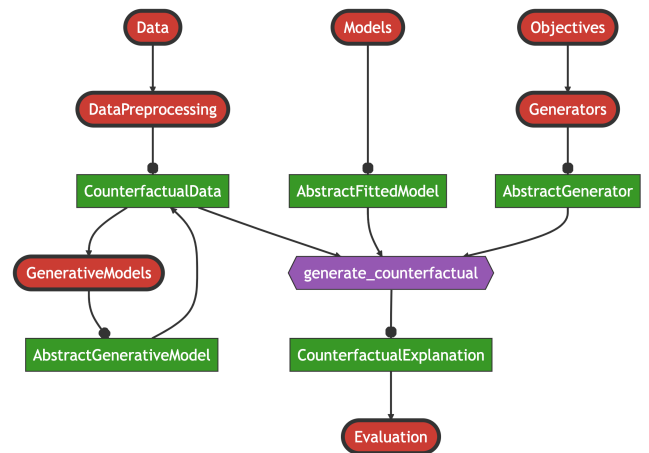 Data
Models
Objectives
DataPreprocessing
Generators
CounterfactualData
AbstractFittedModel
AbstractGenerator
GenerativeModels
generate_counterfactual
AbstractGenerativeModel
CounterfactualExplanation
Evaluation